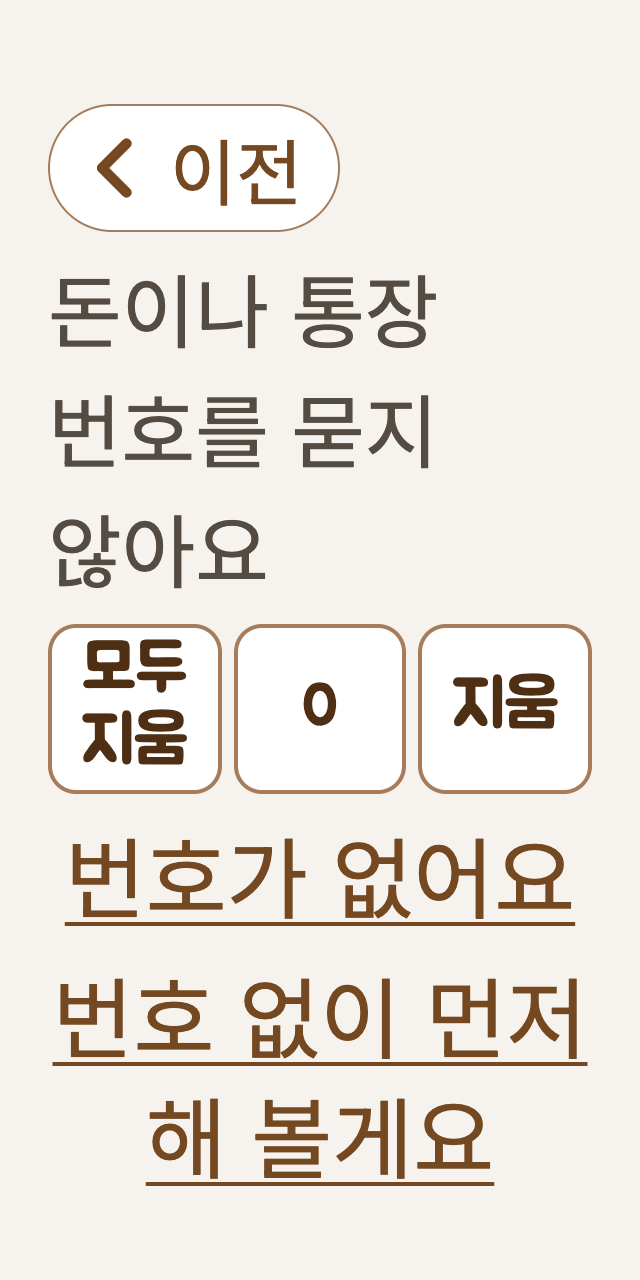 이전
돈이나 통장
번호를 묻지
않아요
모두
지움
0
지움
번호가 없어요
번호 없이 먼저
해 볼게요